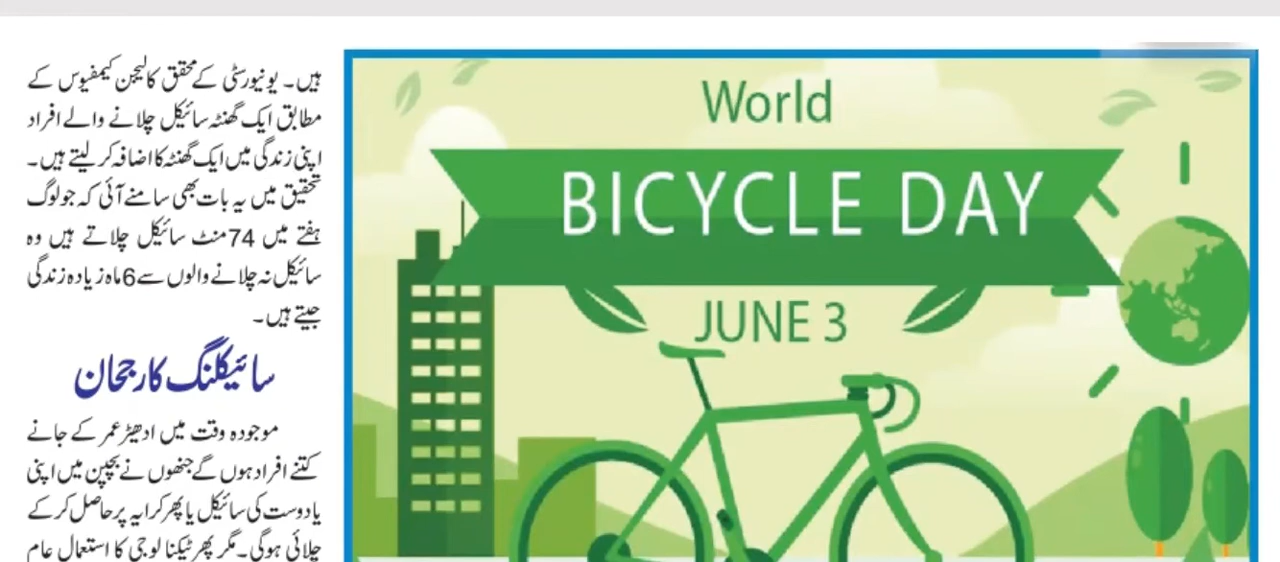 ہیں۔ یونیورسٹی کے محقق کالیجن کیمفیوس کے
مطابق ایک گھنٹہ سائیکل چلانے والے افراد
اپنی زندگی میں ایک گھنٹہ کا اضافہ کر لیتے ہیں۔
تحقیق میں یہ بات بھی سامنے آئی کہ جو لوگ
ہفتے میں 74 منٹ سائیکل چلاتے ہیں وہ
سائیکل نہ چلانے والوں سے 6 ماہ زیادہ زندگی
جیتے ہیں۔
سائیکلنگ کا رجحان
موجودہ وقت میں ادھیڑ عمر کے جانے
کتنے افراد ہوں گے جنھوں نے بچپن میں اپنی
یا دوست کی سائیکل یا پھر کرایہ پر حاصل کر کے
چلائی ہوگی۔ مگر پھر ٹیکنالوجی کا استعمال عام
World
BICYCLE DAY
JUNE 3